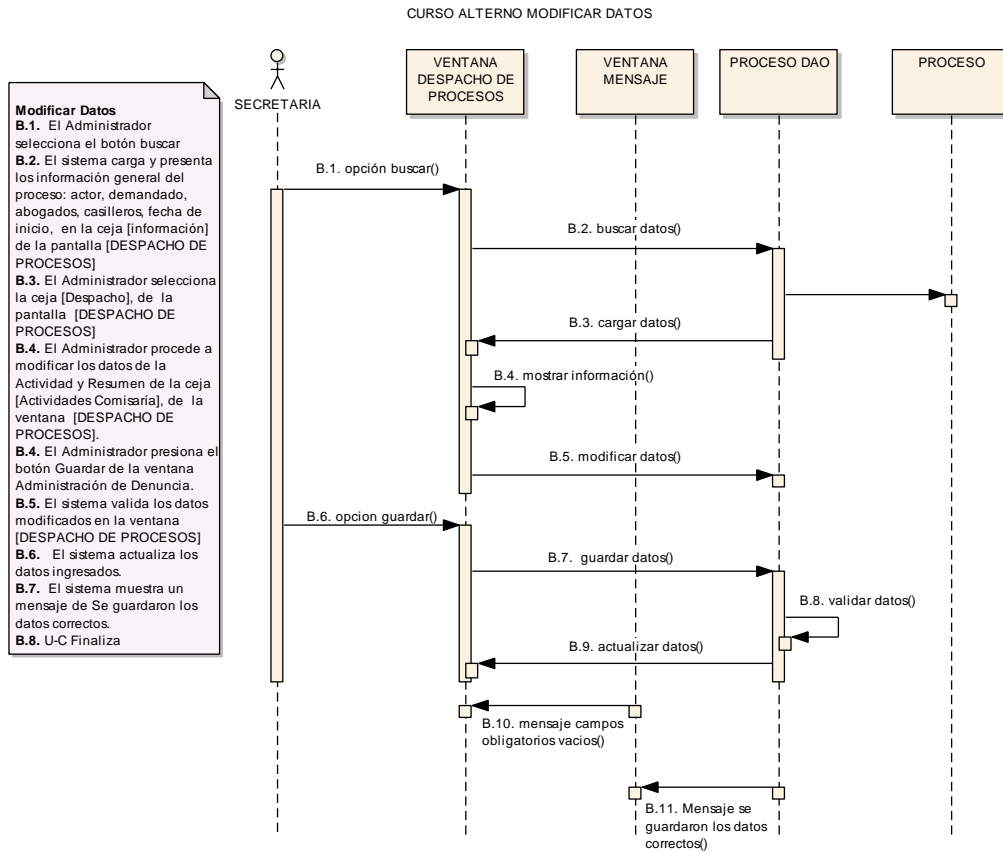 CURSO ALTERNO MODIFICAR DATOS
SECRETARIA
VENTANA
DESPACHO DE
PROCESOS
VENTANA
MENSAJE
PROCESO DAO
PROCESO
Modificar Datos
B.1. El Administrador
selecciona el botón buscar
B.2. El sistema carga y presenta
los información general del
proceso: actor, demandado,
abogados, casilleros, fecha de
inicio, en la ceja [información]
de la pantalla [DESPACHO DE
PROCESOS]
B.3. El Administrador selecciona
la ceja [Despacho], de la
pantalla [DESPACHO DE
PROCESOS]
B.4. El Administrador procede a
modificar los datos de la
Actividad y Resumen de la ceja
[Actividades Comisaría], de la
ventana [DESPACHO DE
PROCESOS].
B.4. El Administrador presiona el
botón Guardar de la ventana
Administración de Denuncia.
B.5. El sistema valida los datos
modificados en la ventana
[DESPACHO DE PROCESOS]
B.6. El sistema actualiza los
datos ingresados.
B.7. El sistema muestra un
mensaje de Se guardaron los
datos correctos.
B.8. U-C Finaliza
B.1. opción buscar()
B.2. buscar datos()
B.3. cargar datos()
B.4. mostrar información()
B.5. modificar datos()
B.6. opcion guardar()
B.7. guardar datos()
B.8. validar datos()
B.9. actualizar datos()
B.10. mensaje campos
obligatorios vacios()
B.11. Mensaje se
guardaron los datos
correctos()